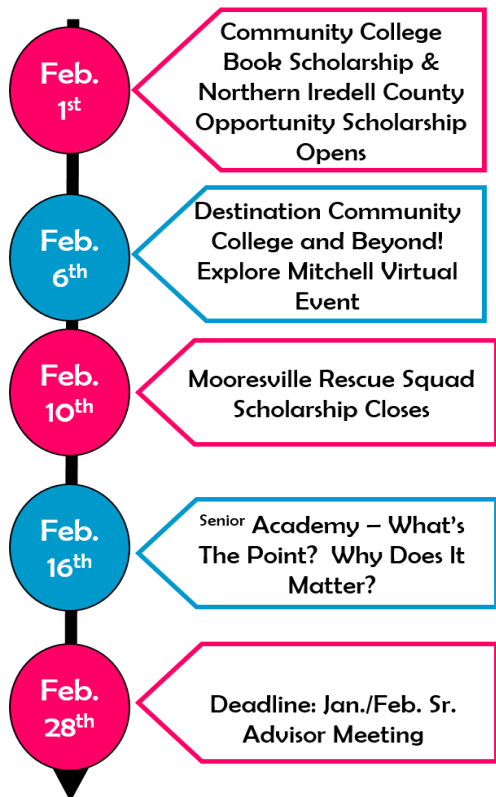 Feb.
1st
Community College
Book Scholarship &
Northern Iredell County
Opportunity Scholarship
Opens
Feb.
6th
Destination Community
College and Beyond!
Explore Mitchell Virtual
Event
Feb.
10th
Mooresville Rescue Squad
Scholarship Closes
Feb.
16th
Senior Academy – What's
The Point? Why Does It
Matter?
Feb.
28th
Deadline: Jan./Feb. Sr.
Advisor Meeting